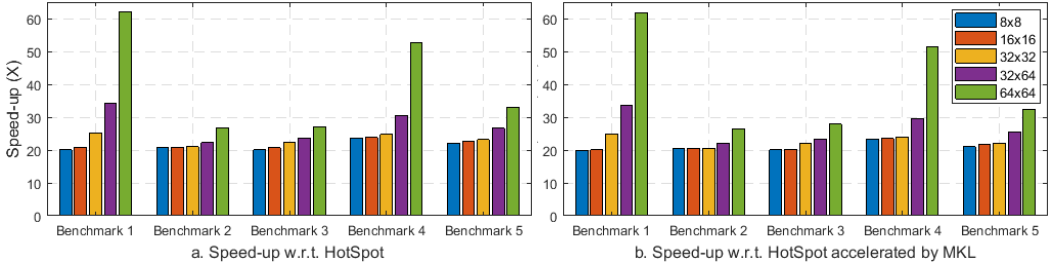 Speed-up (X)
60
50
40
30
20
10
0
Benchmark 1 Benchmark 2 Benchmark 3 Benchmark 4 Benchmark 5
a. Speed-up w.r.t. HotSpot
60
50
40
30
20
10
0
8x8
16x16
32x32
32x64
64x64
Benchmark 1 Benchmark 2 Benchmark 3 Benchmark 4 Benchmark 5
b. Speed-up w.r.t. HotSpot accelerated by MKL